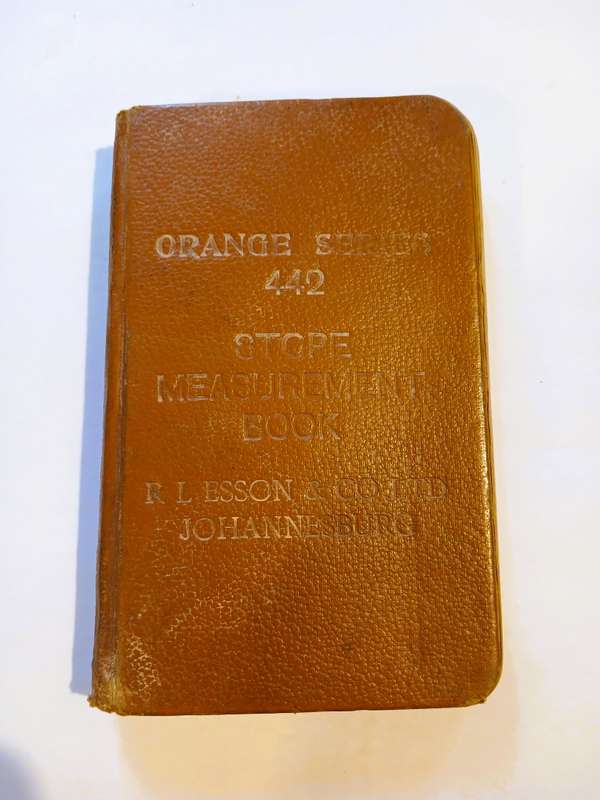 ORANGE SERIES
442
STOPE
MEASUREMENT
BOOK
R L ESSON & CO LTD
JOHANNESBURG